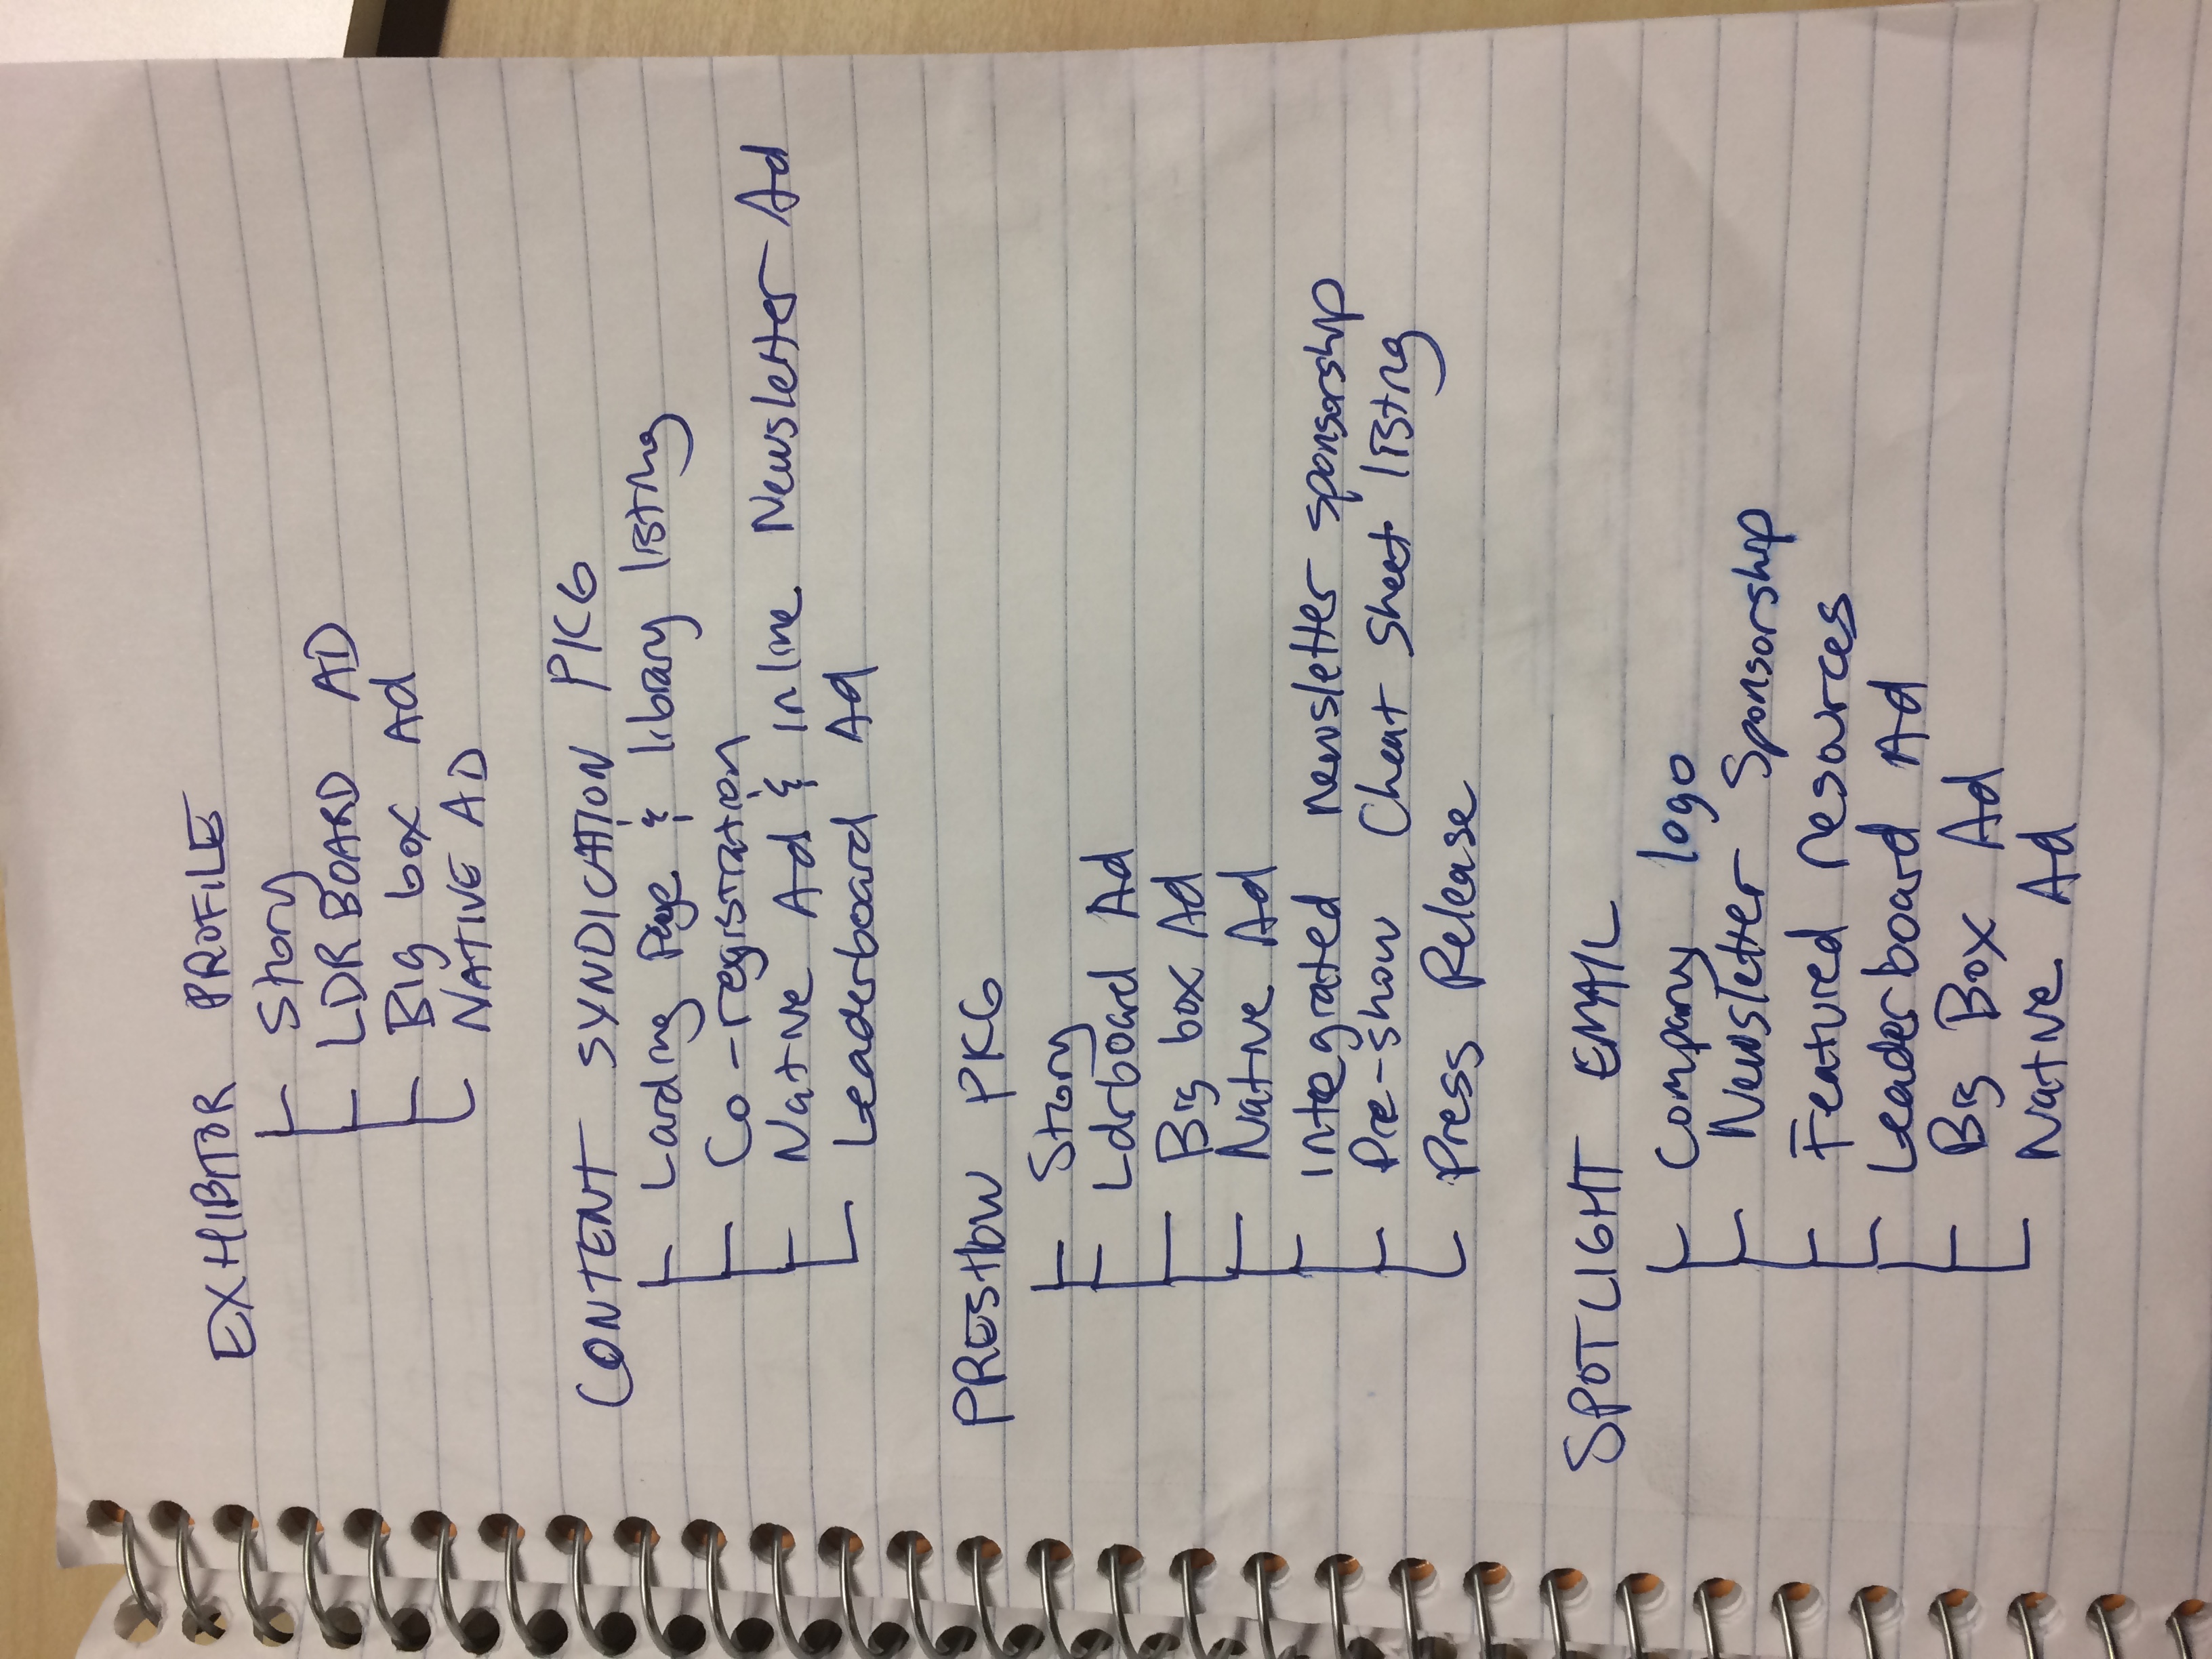 EXHIBITOR PROFILE
Story
LDR BOARD AD
Big box Ad
NATIVE AD
CONTENT SYNDICATION PKG
Landing Page & library listing
Co-registration
Native Ad & Inline Newsletter Ad
Leaderboard Ad
PRESHOW PKG
Story
Ldrboard Ad
Big box Ad
Native Ad
Integrated newsletter sponsorship
Pre-show Cheat Sheet listing
Press Release
SPOTLIGHT EMAIL
Company logo
Newsletter Sponsorship
Featured resources
Leaderboard Ad
Big Box Ad
Native Ad